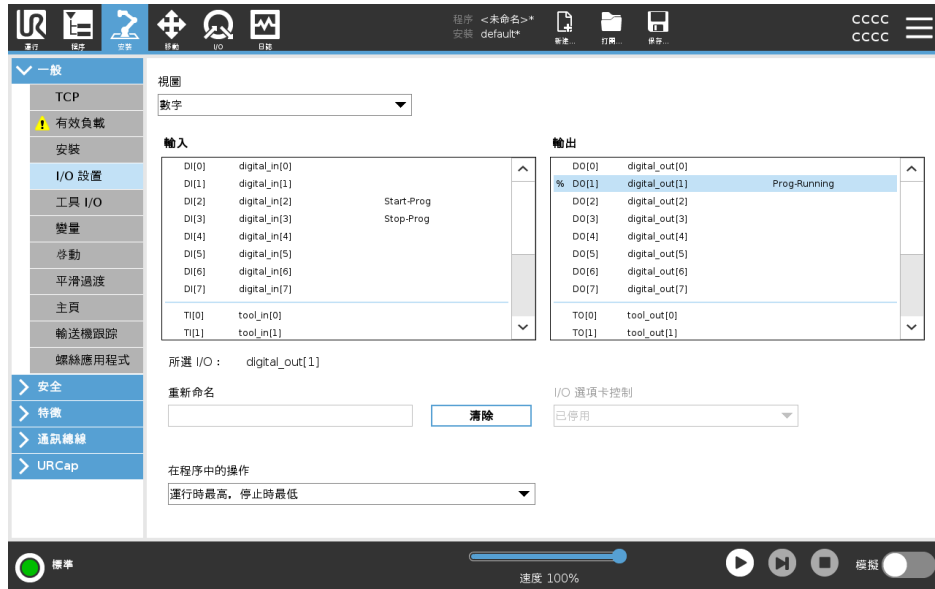 程序 <未命名>*
安裝 default*
CCCC
CCCC
運行
程序
安裝
移動
I/O
日誌
新建...
打開...
保存...
一般
TCP
有效負載
安裝
I/O 設置
工具 I/O
變量
啓動
平滑過渡
主頁
輸送機跟踪
螺絲應用程式
安全
特徵
通訊總線
URCap
視圖
數字
輸入
DI[0] digital_in[0]
DI[1] digital_in[1]
DI[2] digital_in[2] Start-Prog
DI[3] digital_in[3] Stop-Prog
DI[4] digital_in[4]
DI[5] digital_in[5]
DI[6] digital_in[6]
DI[7] digital_in[7]
TI[0] tool_in[0]
TI[1] tool_in[1]
輸出
DO[0] digital_out[0]
% DO[1] digital_out[1] Prog-Running
DO[2] digital_out[2]
DO[3] digital_out[3]
DO[4] digital_out[4]
DO[5] digital_out[5]
DO[6] digital_out[6]
DO[7] digital_out[7]
TO[0] tool_out[0]
TO[1] tool_out[1]
所選 I/O： digital_out[1]
重新命名
清除
I/O 選項卡控制
已停用
在程序中的操作
運行時最高，停止時最低
標準
速度 100%
模擬